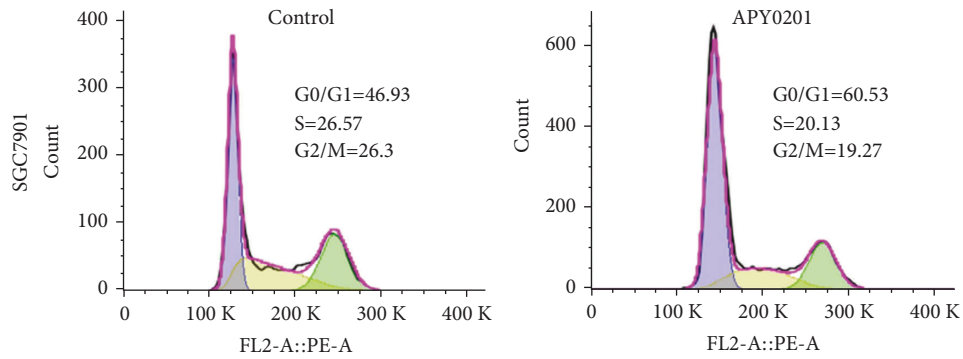 Control
400
300
200
100
0
SGC7901
Count
G0/G1=46.93
S=26.57
G2/M=26.3
0
100 K
200 K
300 K
400 K
FL2-A::PE-A
APY0201
600
400
200
0
Count
G0/G1=60.53
S=20.13
G2/M=19.27
0
100 K
200 K
300 K
400 K
FL2-A::PE-A